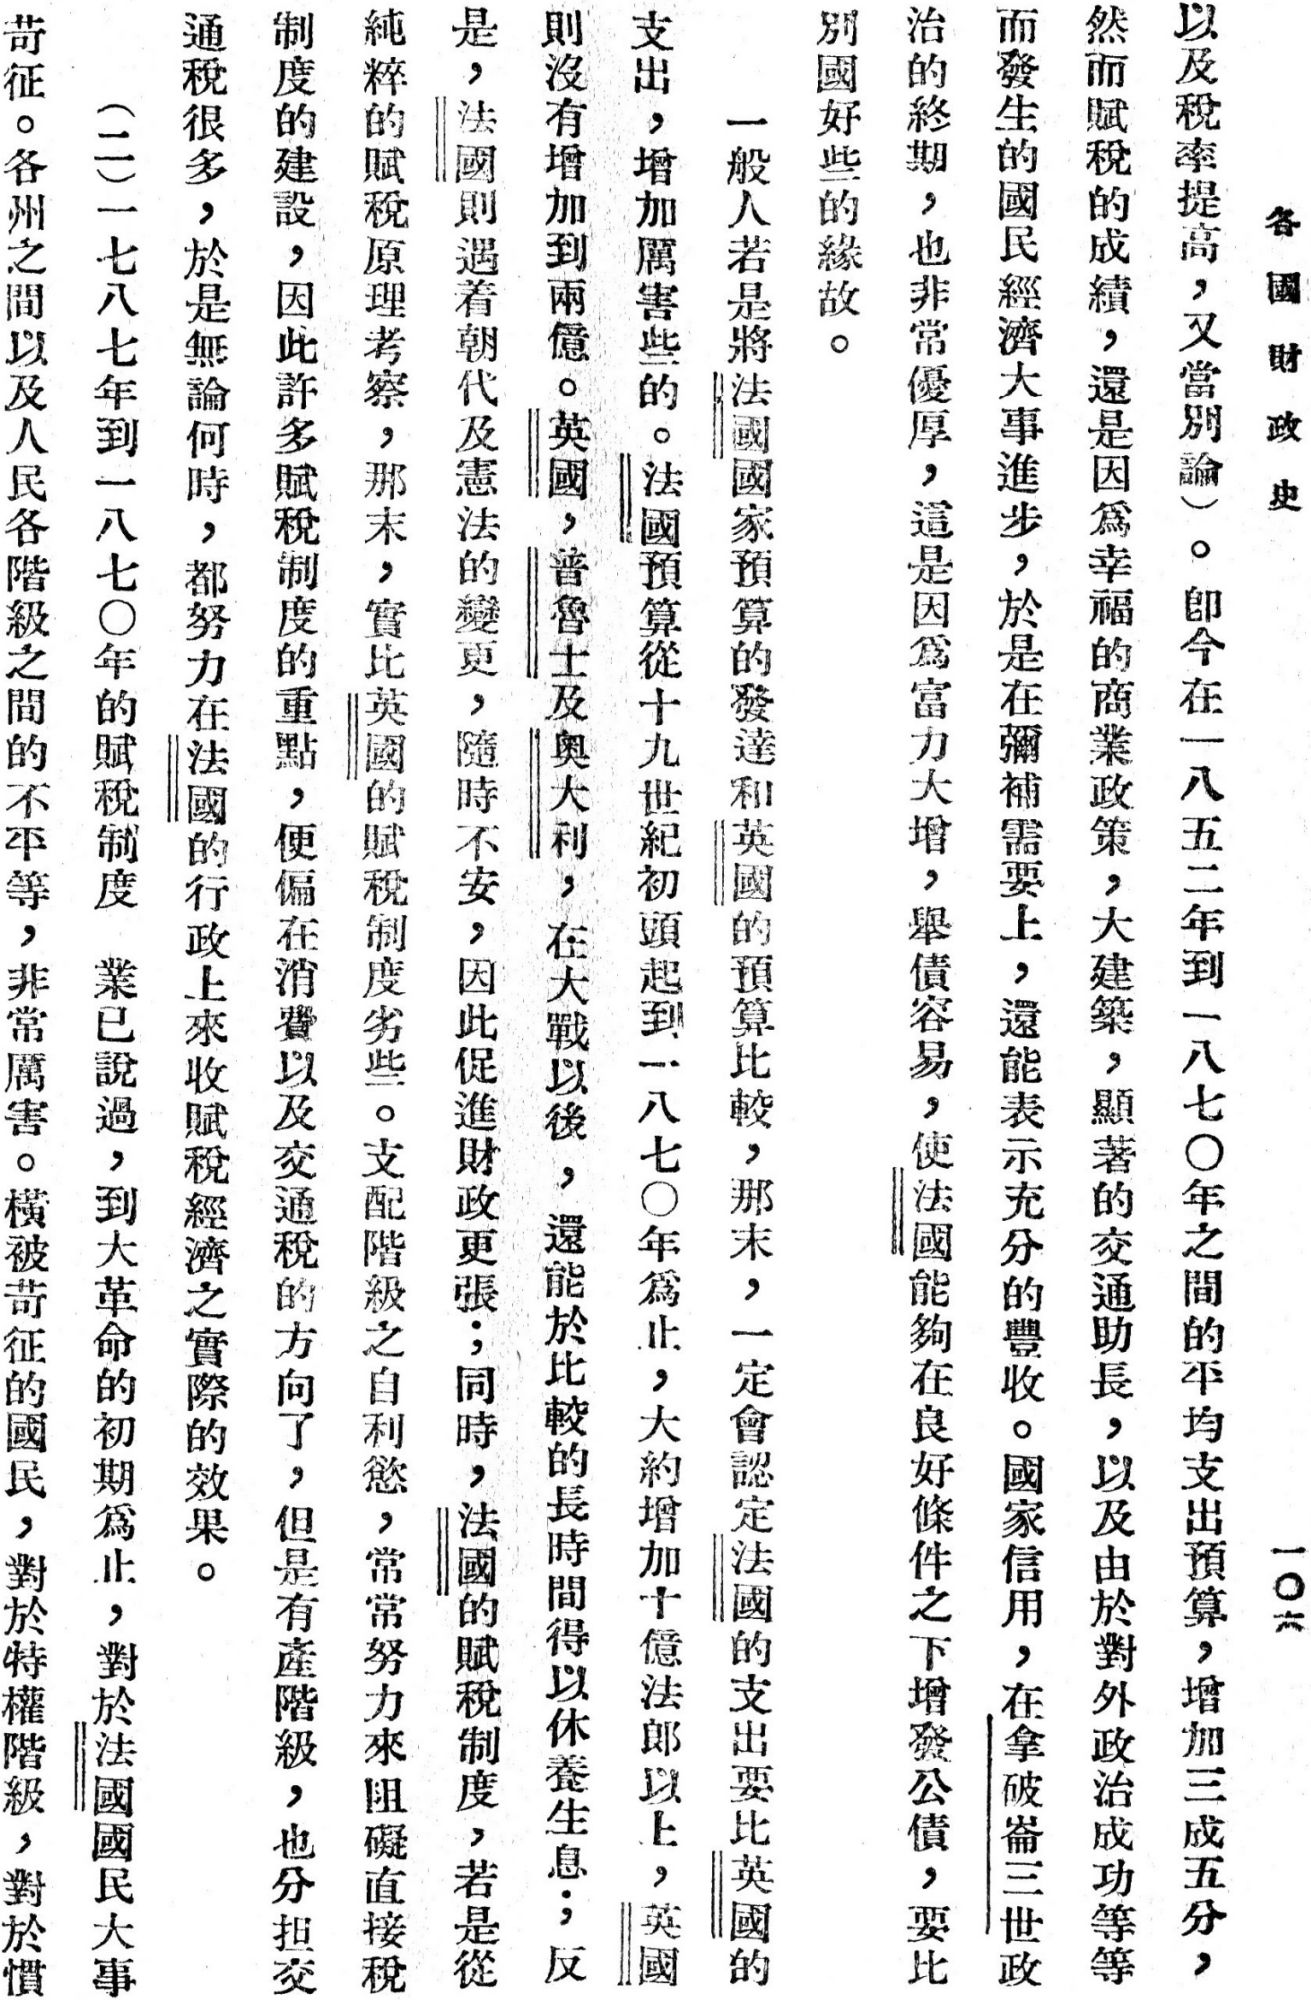 各國財政史
一〇六
以及稅率提高，又當別論）。卽今在一八五二年到一八七〇年之間的平均支出預算，增加三成五分，
然而賦稅的成績，還是因爲幸福的商業政策，大建築，顯著的交通助長，以及由於對外政治成功等等
而發生的國民經濟大事進步，於是在彌補需要上，還能表示充分的豐收。國家信用，在拿破崙三世政
治的終期，也非常優厚，這是因爲富力大增，舉債容易，使法國能夠在良好條件之下增發公債，要比
別國好些的緣故。
一般人若是將法國國家預算的發達和英國的預算比較，那末，一定會認定法國的支出要比英國的
支出，增加厲害些的。法國預算從十九世紀初頭起到一八七〇年爲止，大約增加十億法郎以上，英國
則沒有增加到兩億。英國，普魯士及奧大利，在大戰以後，還能於比較的長時間得以休養生息；反
是，法國則遇着朝代及憲法的變更，隨時不安，因此促進財政更張；同時，法國的賦稅制度，若是從
純粹的賦稅原理考察，那末，實比英國的賦稅制度劣些。支配階級之自利慾，常常努力來阻礙直接稅
制度的建設，因此許多賦稅制度的重點，便偏在消費以及交通稅的方向了，但是有產階級，也分担交
通稅很多，於是無論何時，都努力在法國的行政上來收賦稅經濟之實際的效果。
（二）一七八七年到一八七〇年的賦稅制度　業已說過，到大革命的初期爲止，對於法國國民大事
苛征。各州之間以及人民各階級之間的不平等，非常厲害。橫被苛征的國民，對於特權階級，對於慣